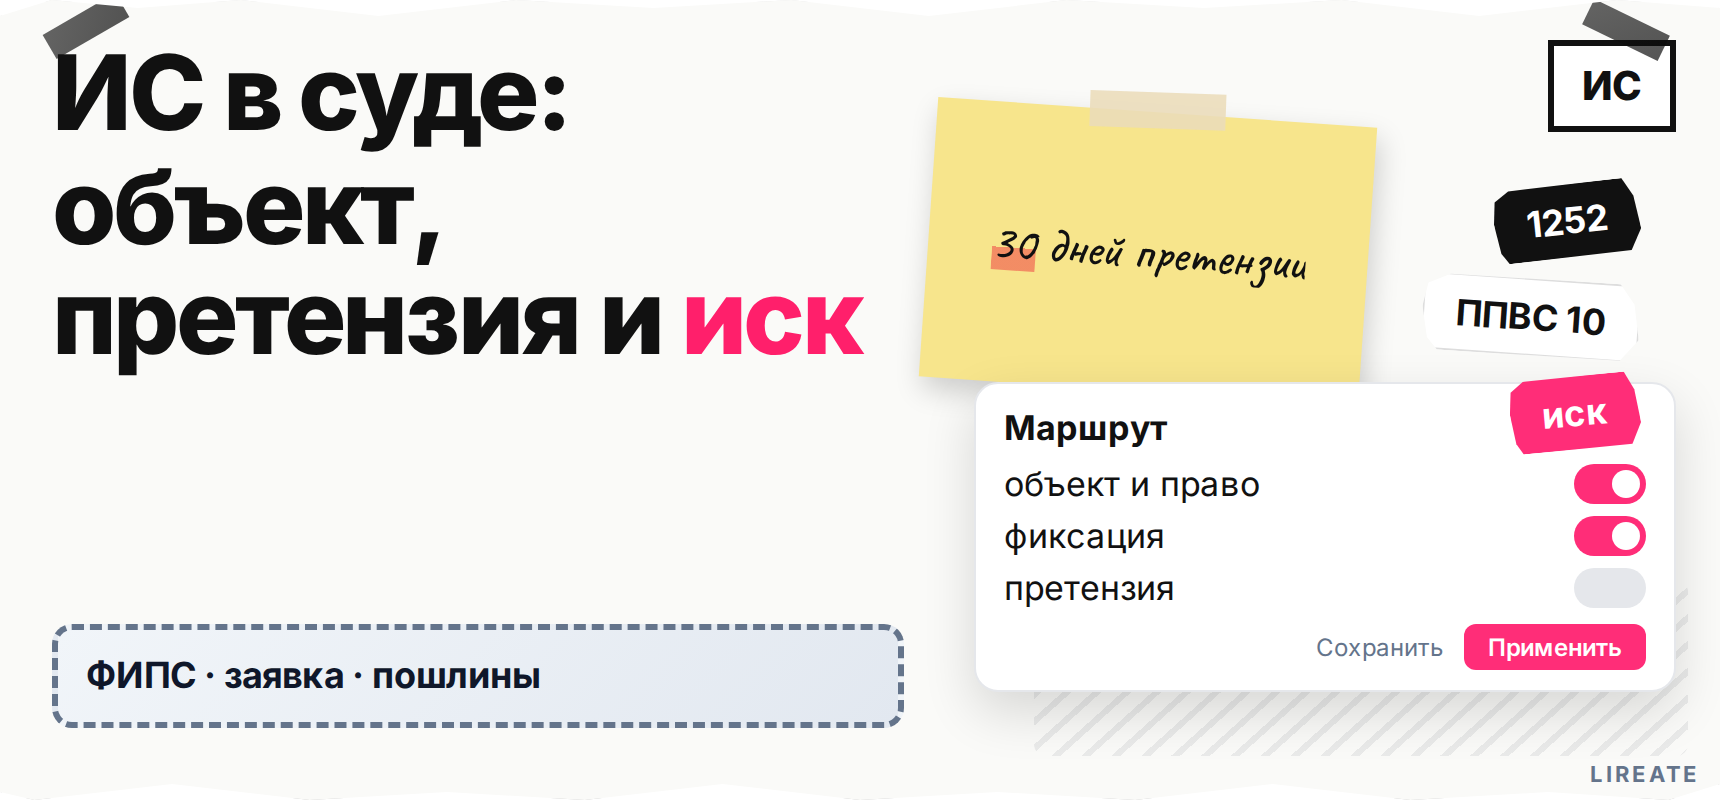 ИС в суде:
объект,
претензия и иск
ИС
30 дней претензии
1252
ППВС 10
иск
Маршрут
объект и право
фиксация
претензия
Сохранить
Применить
ФИПС · заявка · пошлины
LIREATE